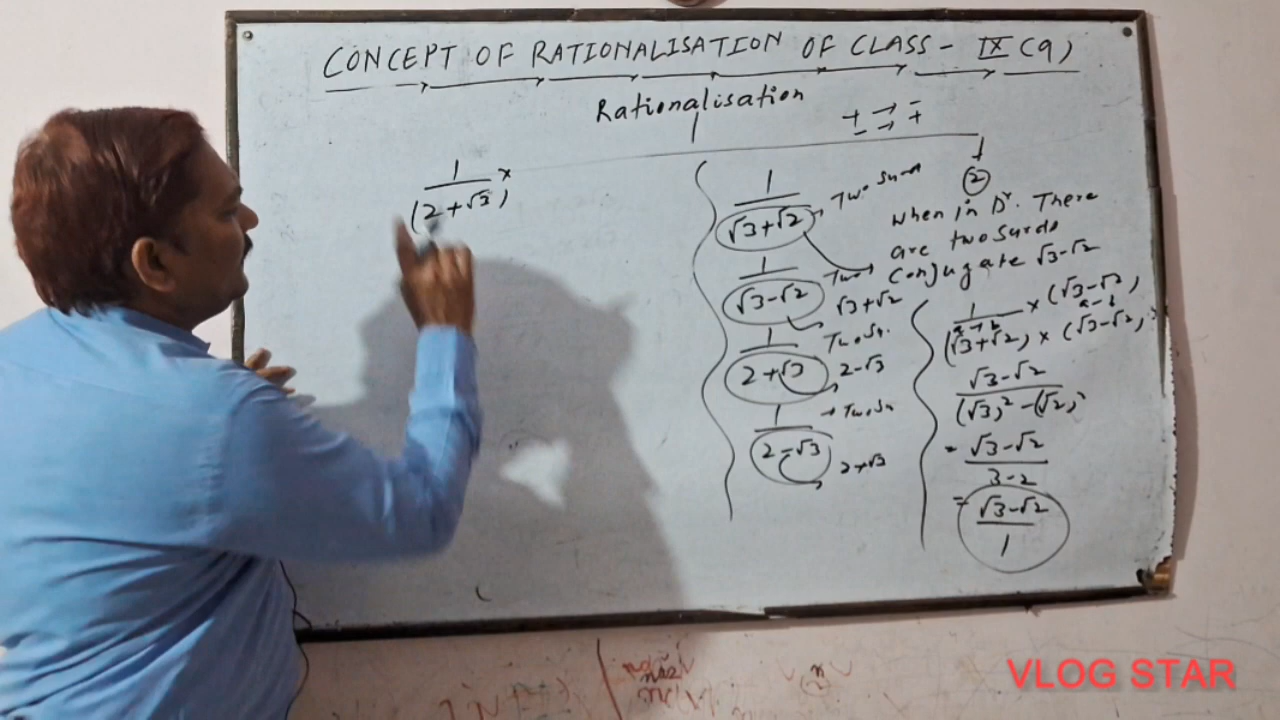 CONCEPT OF RATIONALISATION OF CLASS - IX (9)
Rationalisation
+ → -
- → +
1 ×
(2+√3)
1
√3+√2 → Two Surd
1
√3-√2 Two
√3+√2
1
2+√3 Two Su.
2-√3
1
2-√3 → Two Su
2+√3
②
When in Dr. There
are two Surds
Conjugate √3-√2
1 × (√3-√2)
a+b a-b
(√3+√2) × (√3-√2)
√3-√2
(√3)² - (√2)²
= √3-√2
3-2
= √3-√2
1
VLOG STAR